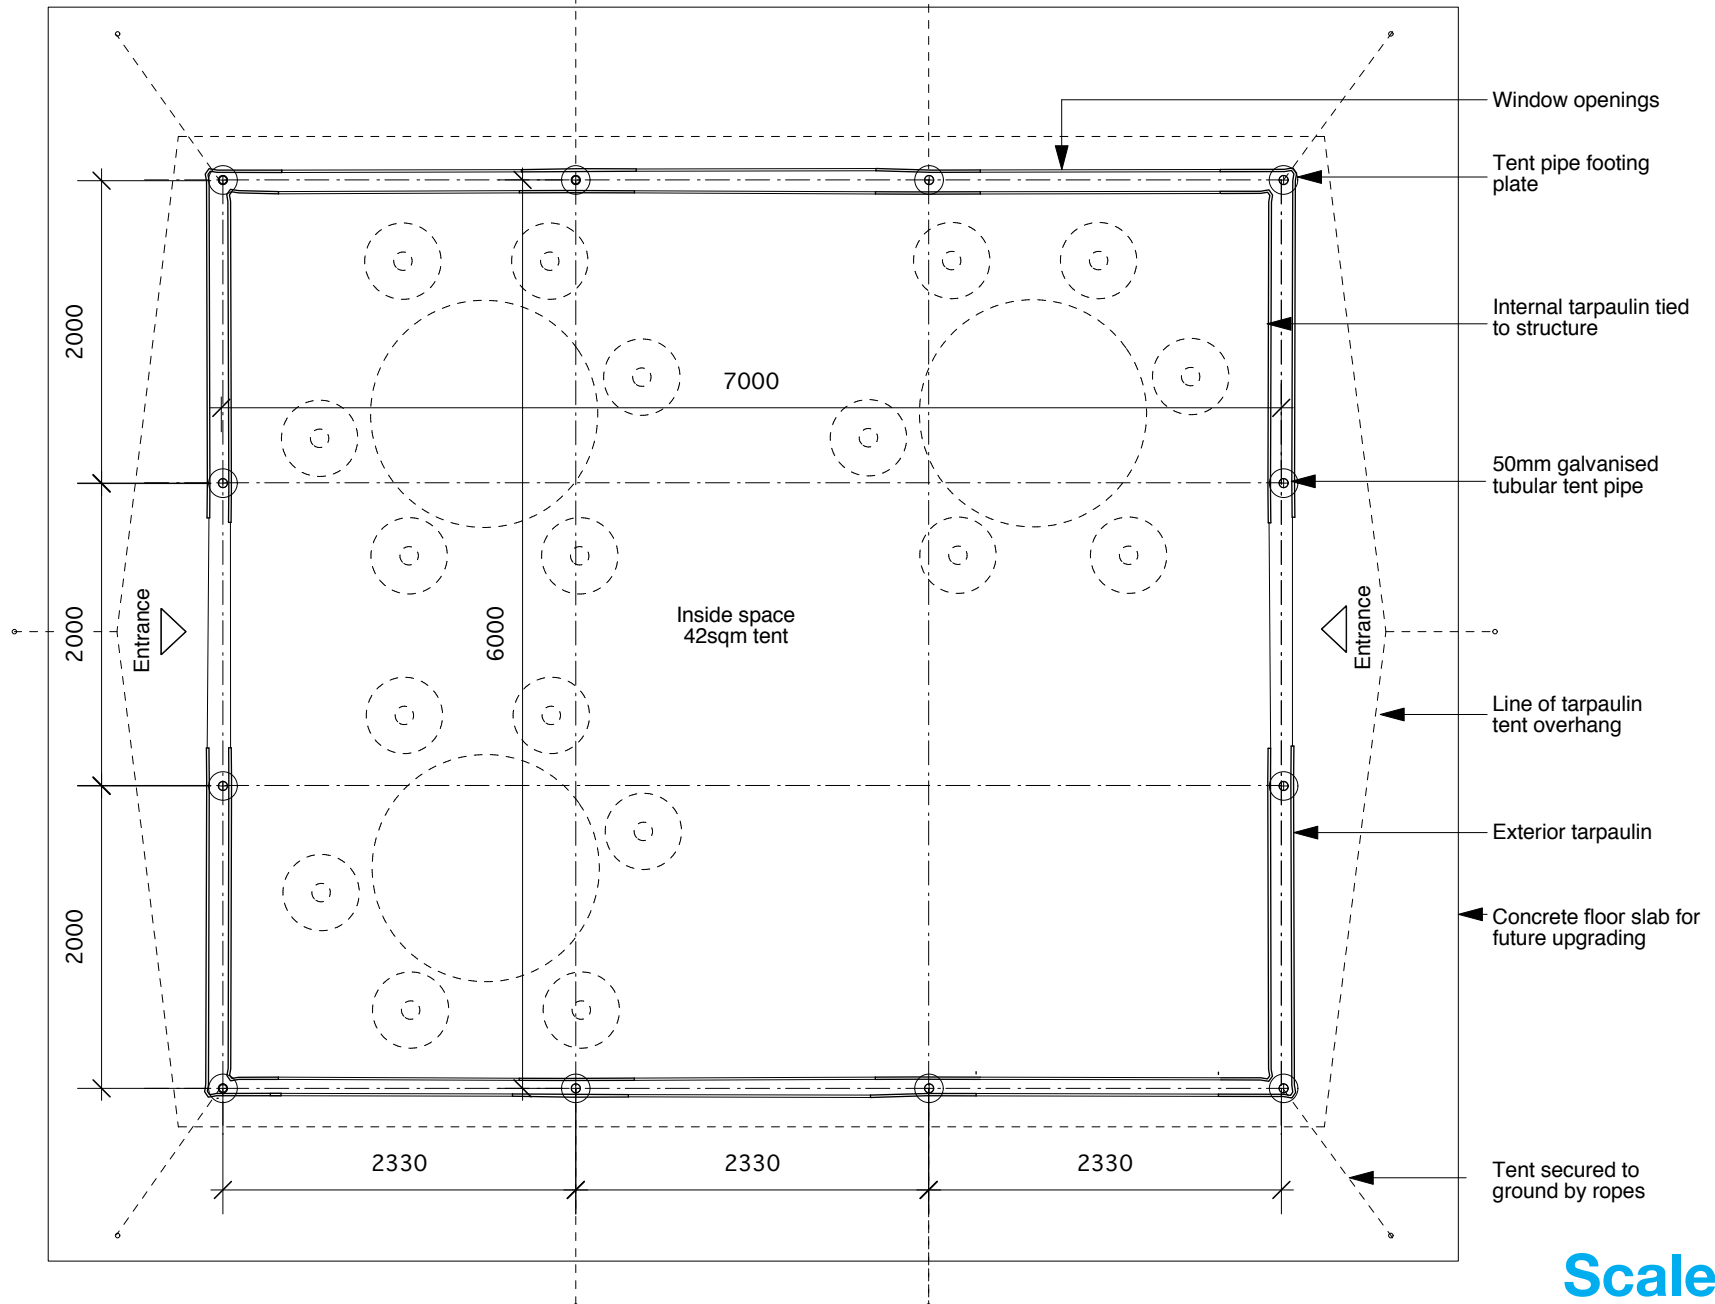 Window openings
Tent pipe footing
plate
2000
Internal tarpaulin tied
to structure
7000
50mm galvanised
tubular tent pipe
Entrance
2000
6000
Inside space
42sqm tent
Entrance
Line of tarpaulin
tent overhang
Exterior tarpaulin
2000
Concrete floor slab for
future upgrading
2330
2330
2330
Tent secured to
ground by ropes
Scale